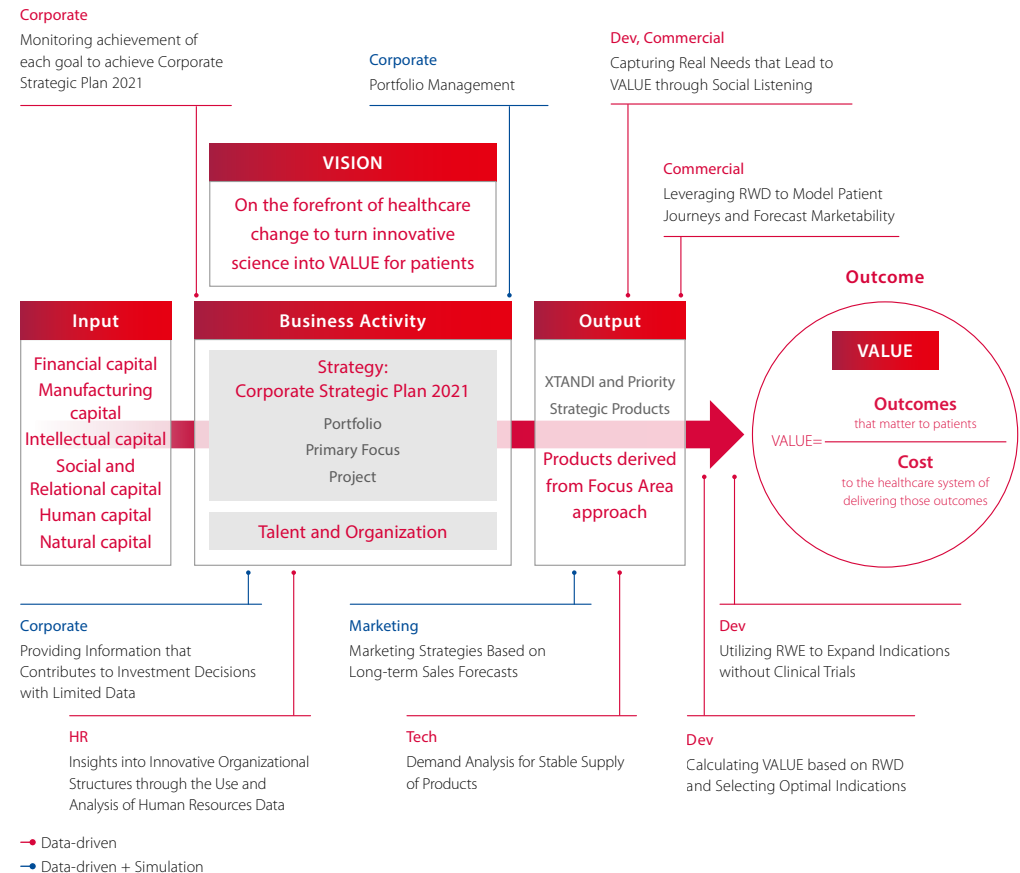 Corporate
Monitoring achievement of
each goal to achieve Corporate
Strategic Plan 2021
Corporate
Portfolio Management
Dev, Commercial
Capturing Real Needs that Lead to
VALUE through Social Listening
Commercial
Leveraging RWD to Model Patient
Journeys and Forecast Marketability
VISION
On the forefront of healthcare
change to turn innovative
science into VALUE for patients
Input
Financial capital
Manufacturing
capital
Intellectual capital
Social and
Relational capital
Human capital
Natural capital
Business Activity
Strategy:
Corporate Strategic Plan 2021
Portfolio
Primary Focus
Project
Talent and Organization
Output
XTANDI and Priority
Strategic Products
Products derived
from Focus Area
approach
Outcome
VALUE
VALUE=
Outcomes
that matter to patients
Cost
to the healthcare system of
delivering those outcomes
Corporate
Providing Information that
Contributes to Investment Decisions
with Limited Data
HR
Insights into Innovative Organizational
Structures through the Use and
Analysis of Human Resources Data
Marketing
Marketing Strategies Based on
Long-term Sales Forecasts
Tech
Demand Analysis for Stable Supply
of Products
Dev
Utilizing RWE to Expand Indications
without Clinical Trials
Dev
Calculating VALUE based on RWD
and Selecting Optimal Indications
Data-driven
Data-driven + Simulation